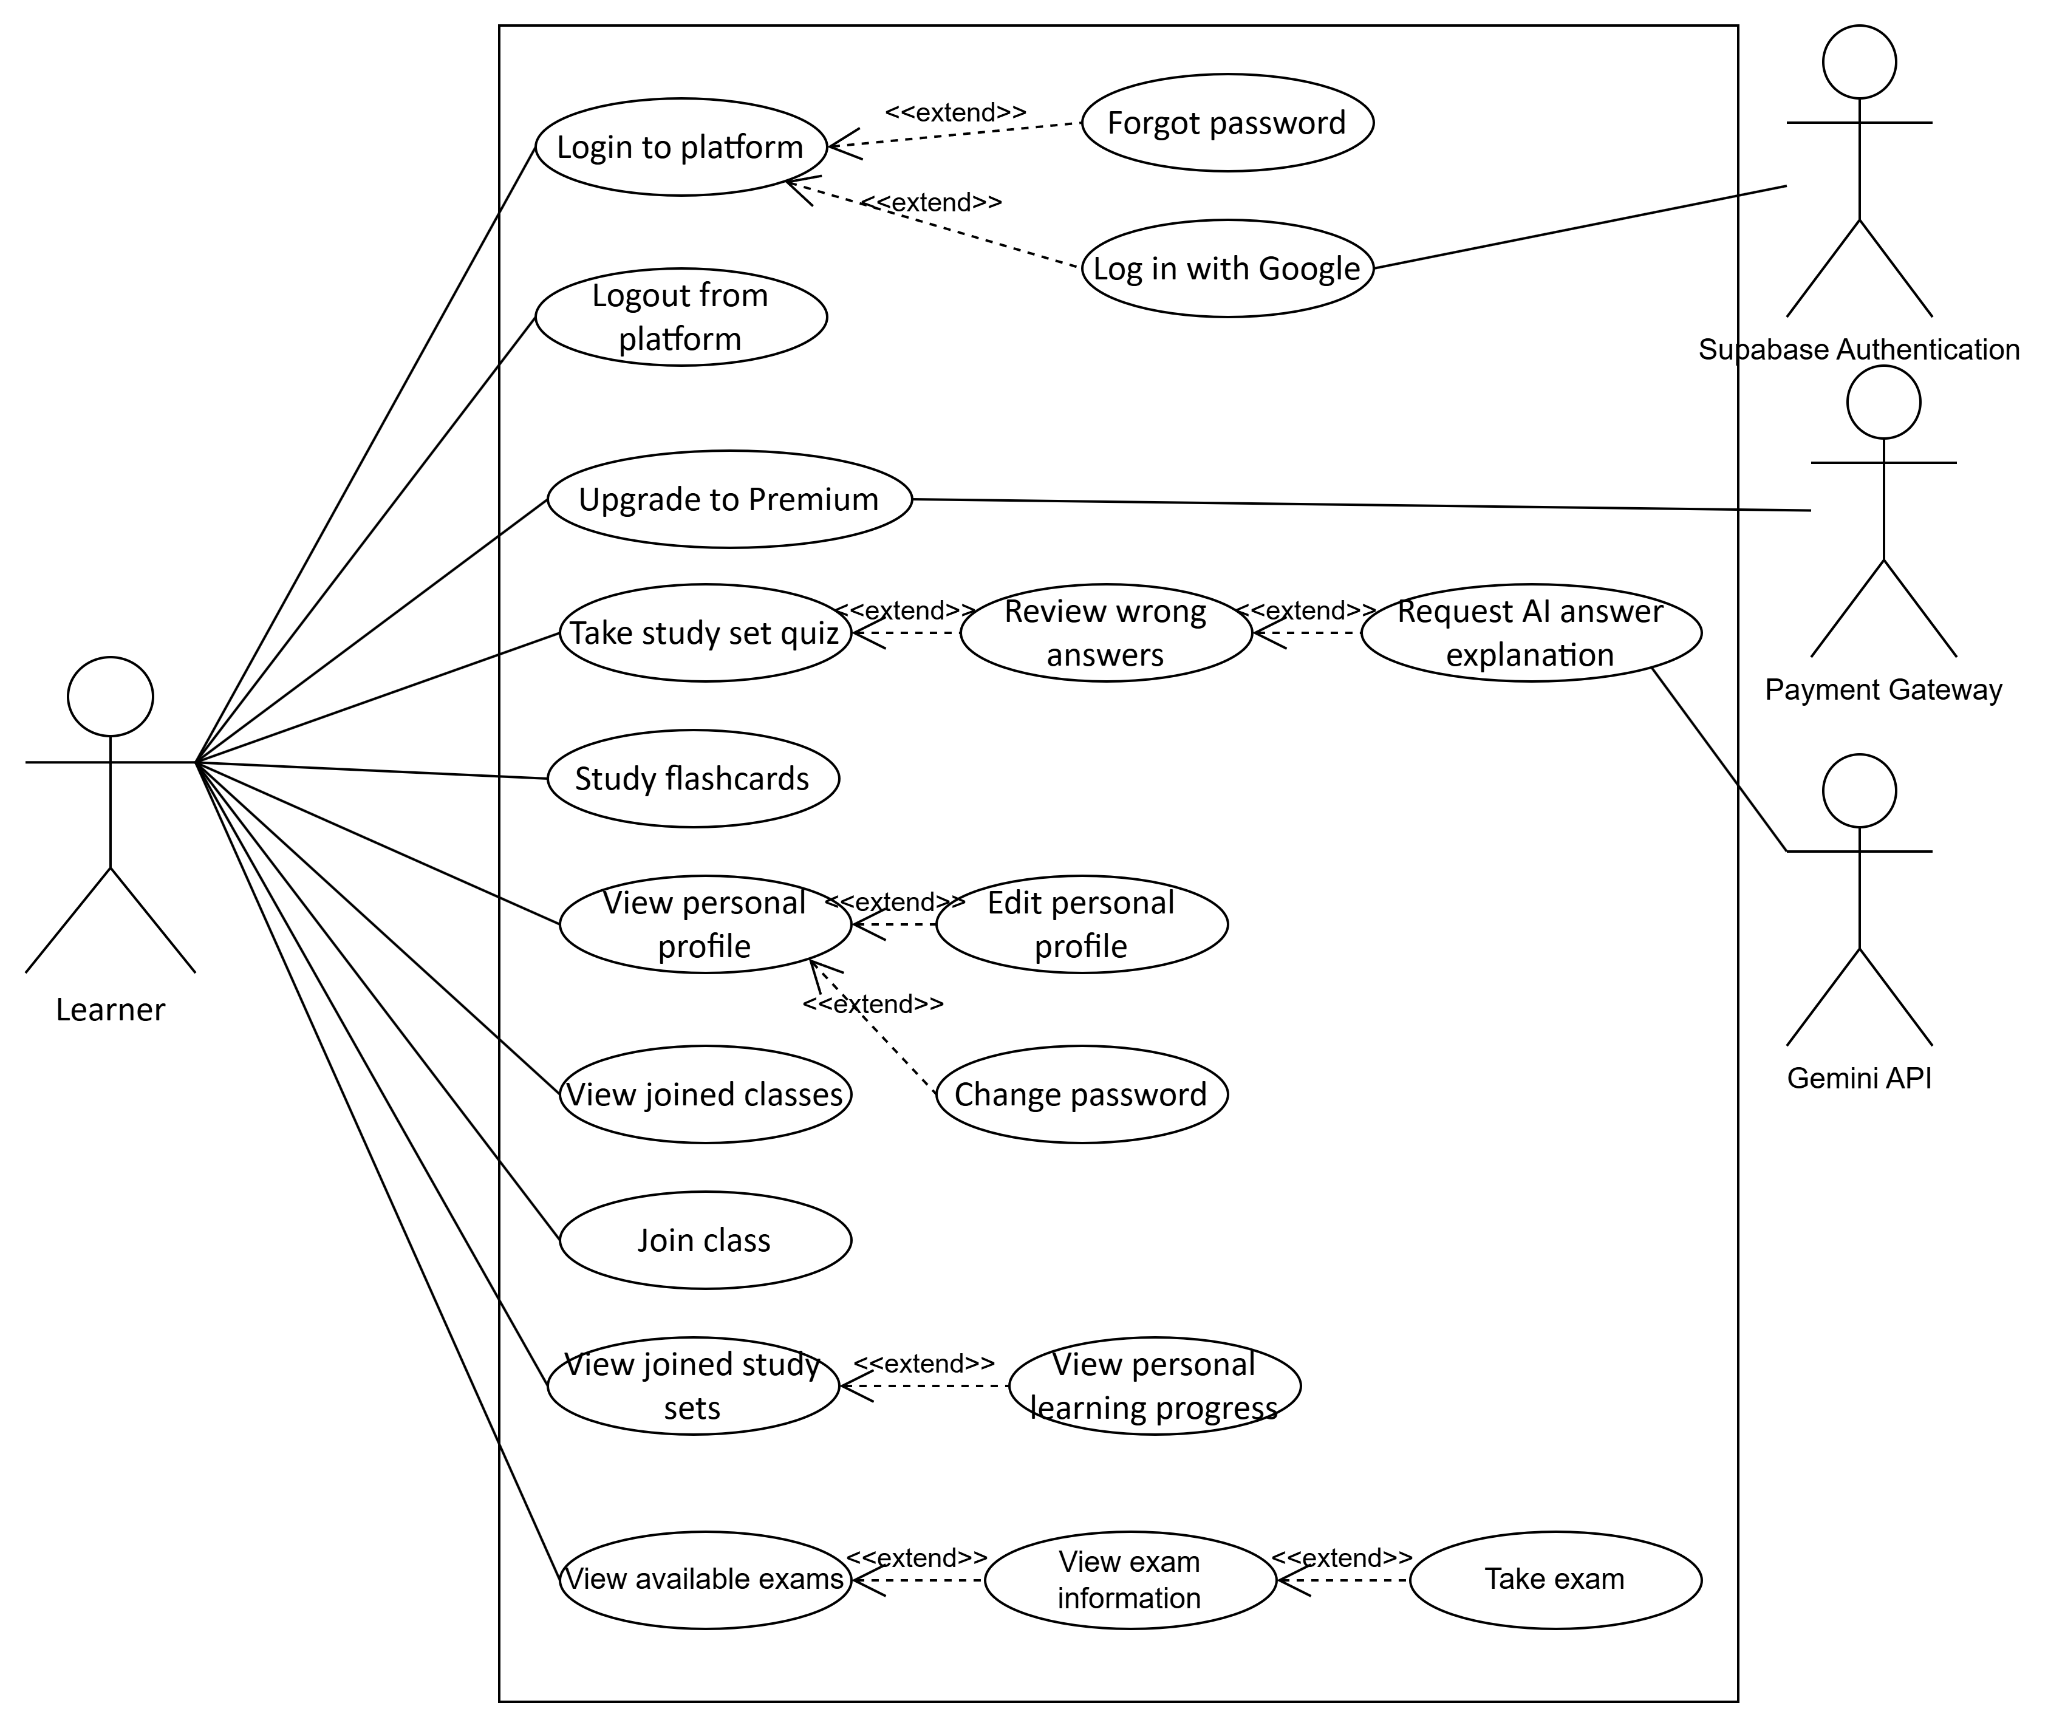 <<extend>>
Forgot password
Login to platform
<<extend>>
Log in with Google
Logout from
platform
Supabase Authentication
Upgrade to Premium
Payment Gateway
Take study set quiz
<<extend>>
Review wrong
answers
<<extend>>
Request AI answer
explanation
Study flashcards
View personal
profile
<<extend>>
Edit personal
profile
Learner
<<extend>>
Gemini API
View joined classes
Change password
Join class
View joined study
sets
<<extend>>
View personal
learning progress
View available exams
<<extend>>
View exam
information
<<extend>>
Take exam